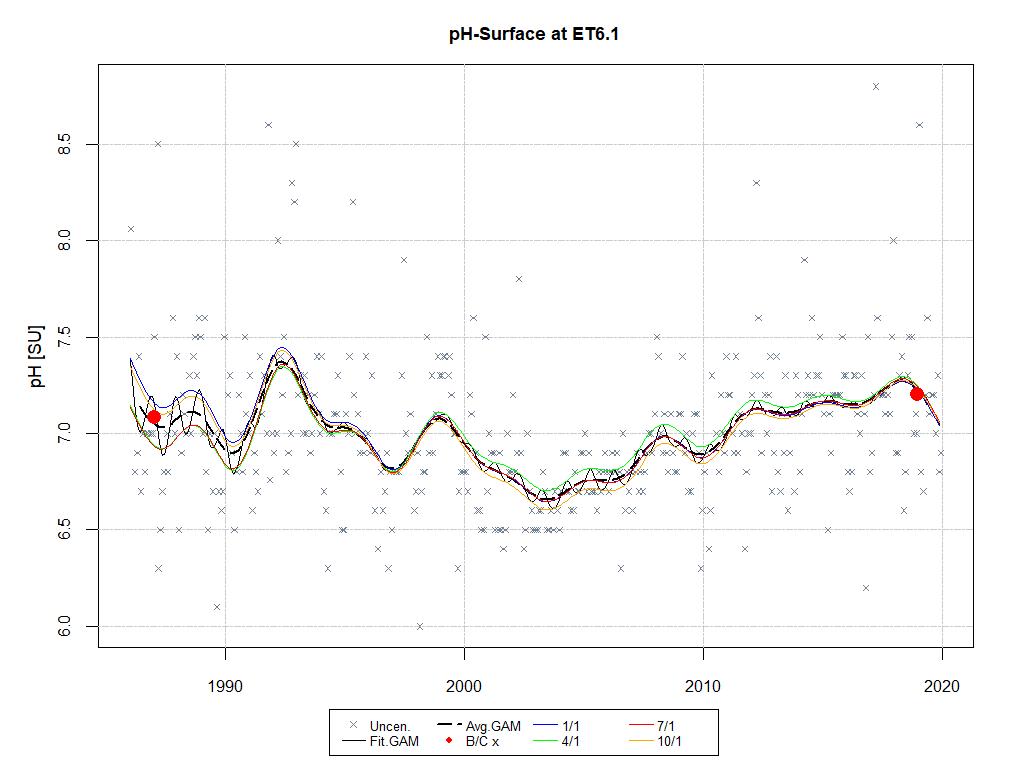 pH-Surface at ET6.1
pH [SU]
8.5
8.0
7.5
7.0
6.5
6.0
1990 2000 2010 2020
Uncen. Avg.GAM 1/1 7/1
Fit.GAM B/C x 4/1 10/1